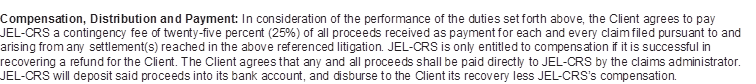 Compensation, Distribution and Payment: In consideration of the performance of the duties set forth above, the Client agrees to pay
JEL-CRS a contingency fee of twenty-five percent (25%) of all proceeds received as payment for each and every claim filed pursuant to and
arising from any settlement(s) reached in the above referenced litigation. JEL-CRS is only entitled to compensation if it is successful in
recovering a refund for the Client. The Client agrees that any and all proceeds shall be paid directly to JEL-CRS by the claims administrator.
JEL-CRS will deposit said proceeds into its bank account, and disburse to the Client its recovery less JEL-CRS's compensation.